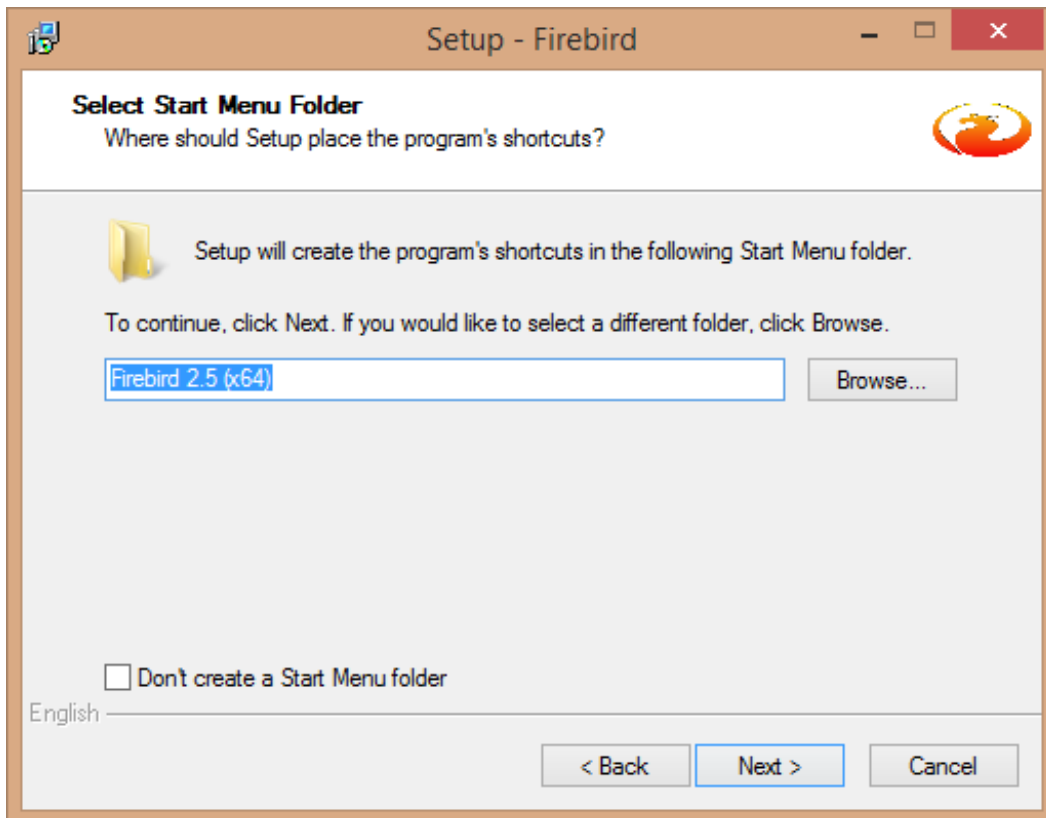 Setup - Firebird
Select Start Menu Folder
Where should Setup place the program's shortcuts?
Setup will create the program's shortcuts in the following Start Menu folder.
To continue, click Next. If you would like to select a different folder, click Browse.
Firebird 2.5 (x64)
Browse...
Don't create a Start Menu folder
English
< Back
Next >
Cancel